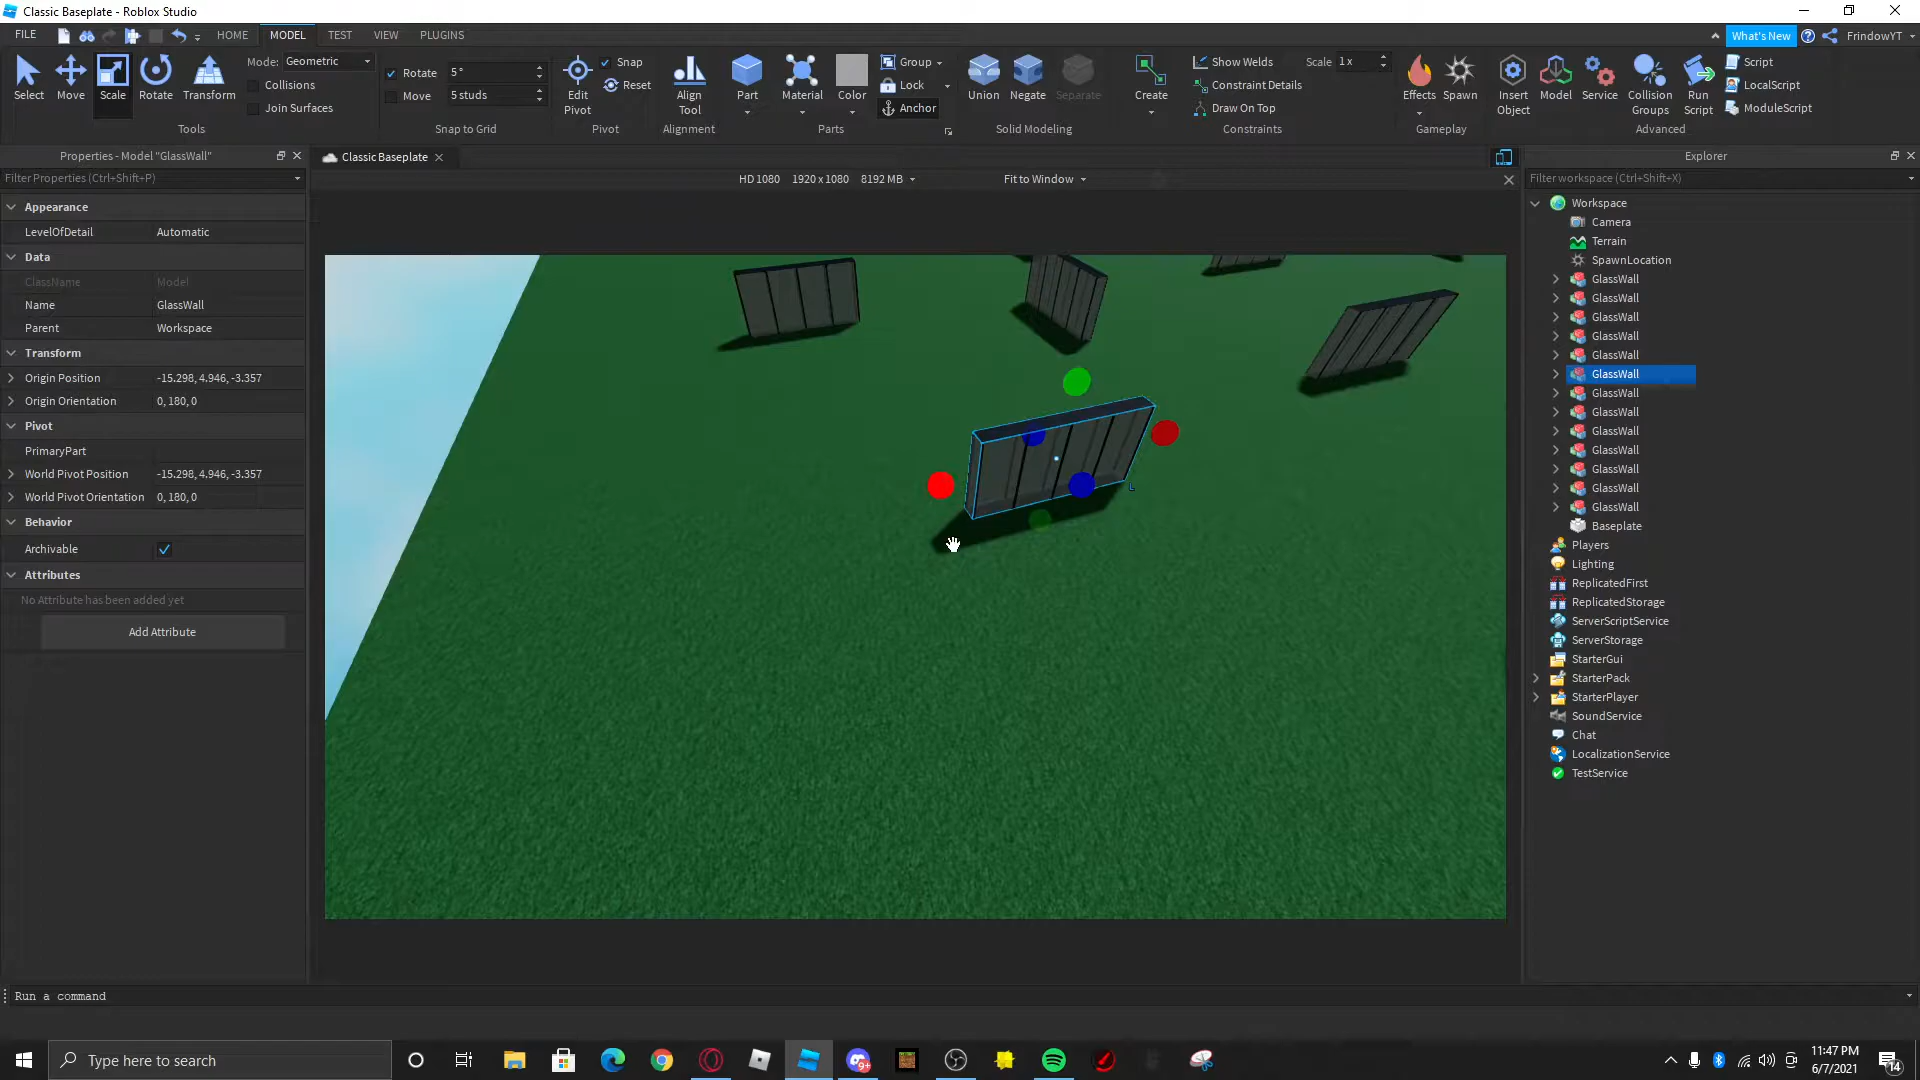 Classic Baseplate - Roblox Studio
FILE
HOME
MODEL
TEST
VIEW
PLUGINS
What's New
FrindowYT
Select
Move
Scale
Rotate
Transform
Mode:
Geometric
Collisions
Join Surfaces
Tools
Rotate
5 °
Move
5 studs
Snap to Grid
Edit
Pivot
Snap
Reset
Pivot
Align
Tool
Alignment
Part
Material
Color
Group
Lock
Anchor
Parts
Union
Negate
Separate
Solid Modeling
Create
Show Welds
Scale
1 x
Constraint Details
Draw On Top
Constraints
Effects
Spawn
Gameplay
Insert
Object
Model
Service
Collision
Groups
Run
Script
Script
LocalScript
ModuleScript
Advanced
Properties - Model "GlassWall"
Filter Properties (Ctrl+Shift+P)
Appearance
LevelOfDetail
Automatic
Data
ClassName
Model
Name
GlassWall
Parent
Workspace
Transform
Origin Position
-15.298, 4.946, -3.357
Origin Orientation
0, 180, 0
Pivot
PrimaryPart
World Pivot Position
-15.298, 4.946, -3.357
World Pivot Orientation
0, 180, 0
Behavior
Archivable
Attributes
No Attribute has been added yet
Add Attribute
Classic Baseplate
HD 1080
1920 x 1080
8192 MB
Fit to Window
L
Explorer
Filter workspace (Ctrl+Shift+X)
Workspace
Camera
Terrain
SpawnLocation
GlassWall
GlassWall
GlassWall
GlassWall
GlassWall
GlassWall
GlassWall
GlassWall
GlassWall
GlassWall
GlassWall
GlassWall
GlassWall
Baseplate
Players
Lighting
ReplicatedFirst
ReplicatedStorage
ServerScriptService
ServerStorage
StarterGui
StarterPack
StarterPlayer
SoundService
Chat
LocalizationService
TestService
Run a command
Type here to search
9+
11:47 PM
6/7/2021
14